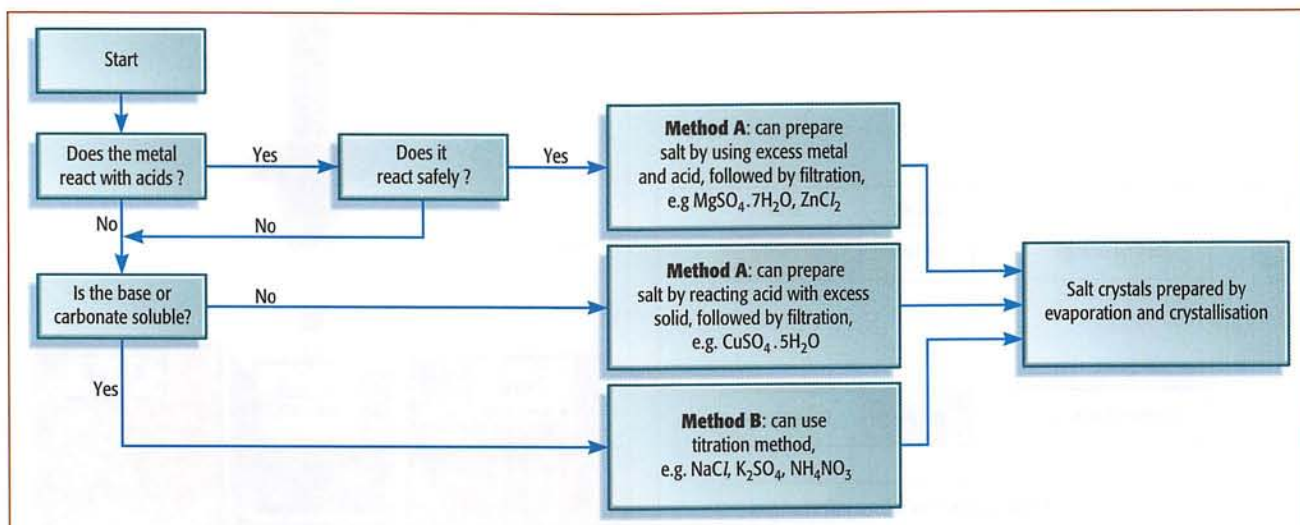 Start
Does the metal
react with acids ?
Yes
Does it
react safely ?
Yes
Method A: can prepare
salt by using excess metal
and acid, followed by filtration,
e.g MgSO₄.7H₂O, ZnCl₂
No
No
Is the base or
carbonate soluble?
No
Method A: can prepare
salt by reacting acid with excess
solid, followed by filtration,
e.g. CuSO₄.5H₂O
Salt crystals prepared by
evaporation and crystallisation
Yes
Method B: can use
titration method,
e.g. NaCl, K₂SO₄, NH₄NO₃